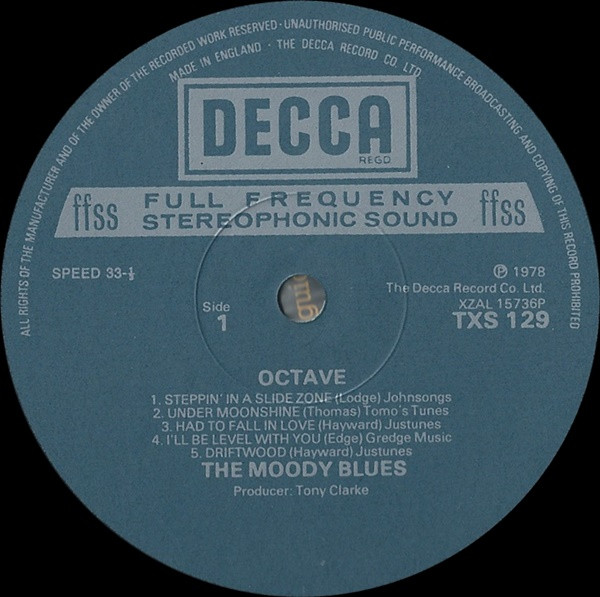 ALL RIGHTS OF THE MANUFACTURER AND OF THE OWNER OF THE RECORDED WORK RESERVED · UNAUTHORISED PUBLIC PERFORMANCE BROADCASTING AND COPYING OF THIS RECORD PROHIBITED
MADE IN ENGLAND · THE DECCA RECORD CO. LTD.
DECCA
REGD
ffss FULL FREQUENCY STEREOPHONIC SOUND ffss
SPEED 33-⅓
℗ 1978
The Decca Record Co. Ltd.
XZAL 15736P
TXS 129
Side
1
OCTAVE
1. STEPPIN' IN A SLIDE ZONE (Lodge) Johnsongs
2. UNDER MOONSHINE (Thomas) Tomo's Tunes
3. HAD TO FALL IN LOVE (Hayward) Justunes
4. I'LL BE LEVEL WITH YOU (Edge) Gredge Music
5. DRIFTWOOD (Hayward) Justunes
THE MOODY BLUES
Producer: Tony Clarke